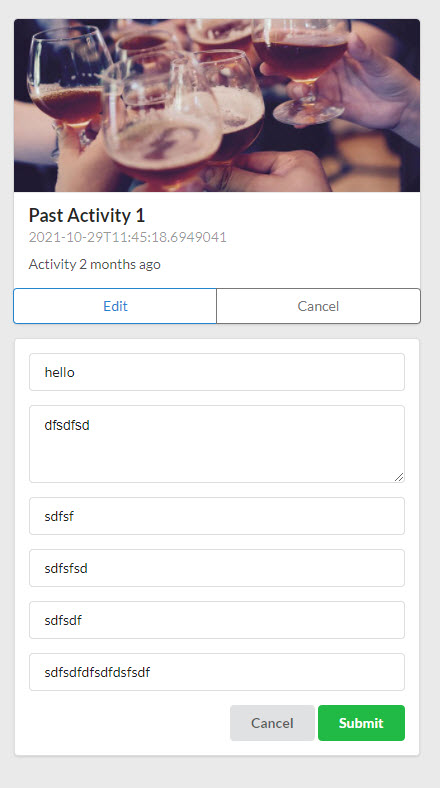 Past Activity 1
2021-10-29T11:45:18.6949041
Activity 2 months ago
Edit
Cancel
hello
dfsdfsd
sdfsf
sdfsfsd
sdfsdf
sdfsdfdfsdfdsfsdf
Cancel
Submit